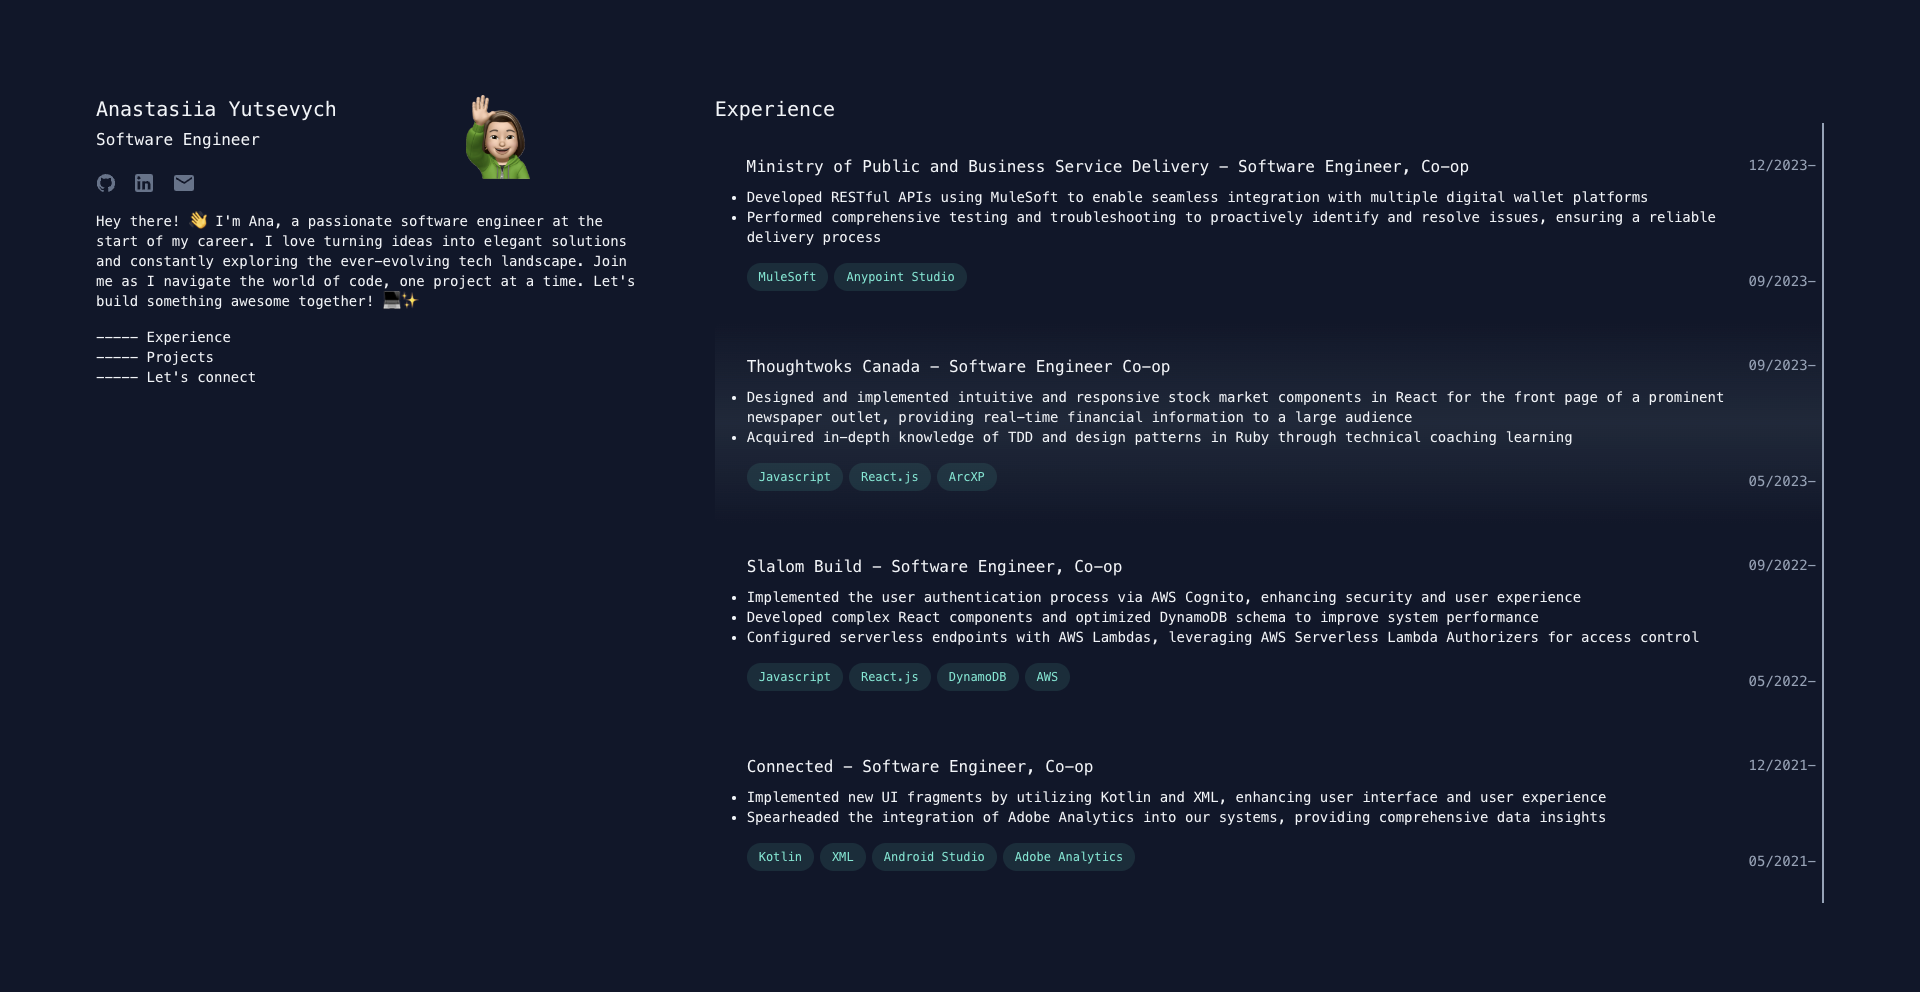 Anastasiia Yutsevych
Software Engineer
Hey there! 👋 I'm Ana, a passionate software engineer at the
start of my career. I love turning ideas into elegant solutions
and constantly exploring the ever-evolving tech landscape. Join
me as I navigate the world of code, one project at a time. Let's
build something awesome together! 💻✨
----- Experience
----- Projects
----- Let's connect
Experience
Ministry of Public and Business Service Delivery - Software Engineer, Co-op
12/2023-
• Developed RESTful APIs using MuleSoft to enable seamless integration with multiple digital wallet platforms
• Performed comprehensive testing and troubleshooting to proactively identify and resolve issues, ensuring a reliable
delivery process
MuleSoft Anypoint Studio
09/2023-
Thoughtwoks Canada - Software Engineer Co-op
09/2023-
• Designed and implemented intuitive and responsive stock market components in React for the front page of a prominent
newspaper outlet, providing real-time financial information to a large audience
• Acquired in-depth knowledge of TDD and design patterns in Ruby through technical coaching learning
Javascript React.js ArcXP
05/2023-
Slalom Build - Software Engineer, Co-op
09/2022-
• Implemented the user authentication process via AWS Cognito, enhancing security and user experience
• Developed complex React components and optimized DynamoDB schema to improve system performance
• Configured serverless endpoints with AWS Lambdas, leveraging AWS Serverless Lambda Authorizers for access control
Javascript React.js DynamoDB AWS
05/2022-
Connected - Software Engineer, Co-op
12/2021-
• Implemented new UI fragments by utilizing Kotlin and XML, enhancing user interface and user experience
• Spearheaded the integration of Adobe Analytics into our systems, providing comprehensive data insights
Kotlin XML Android Studio Adobe Analytics
05/2021-